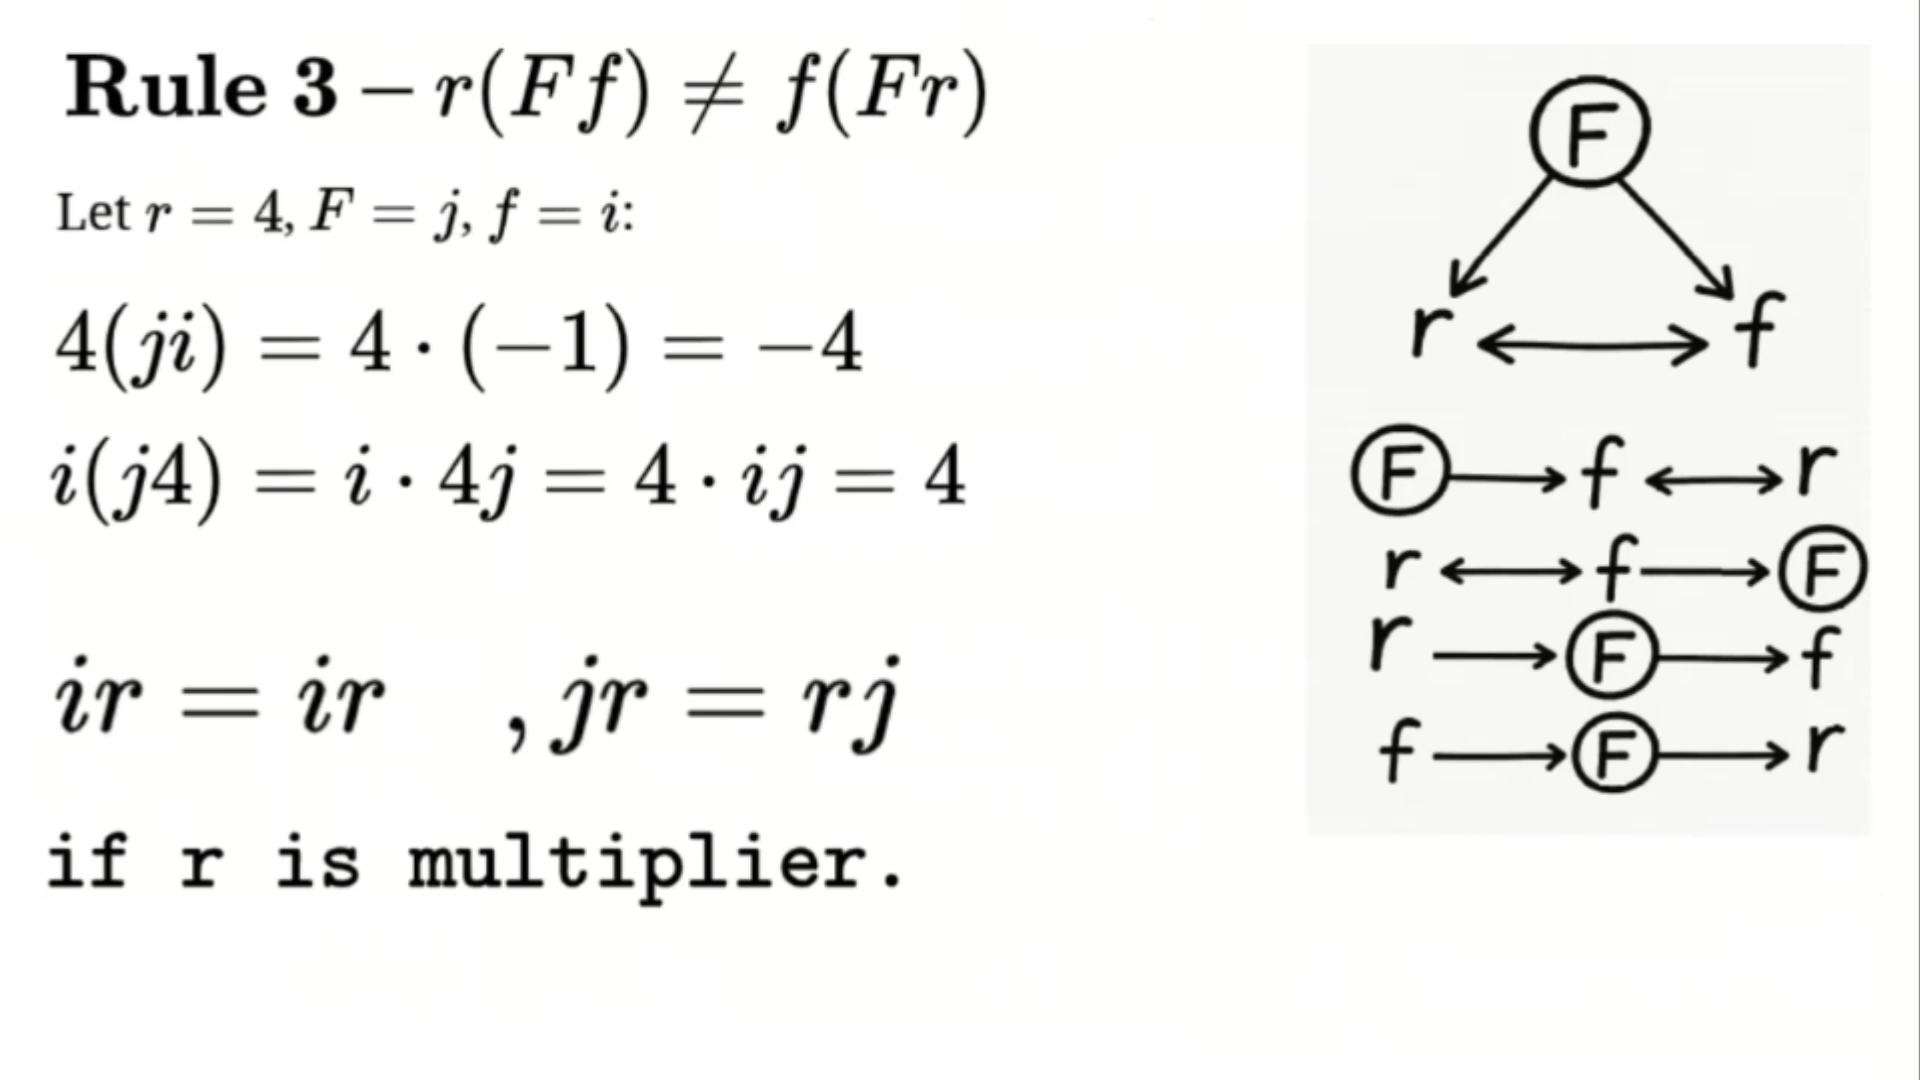 Rule 3 – r(Ff) ≠ f(Fr)
Let r = 4, F = j, f = i:
4(ji) = 4 · (−1) = −4
i(j4) = i · 4j = 4 · ij = 4
ir = ir , jr = rj
if r is multiplier.
F
r f
F f r
r f F
r F f
f F r